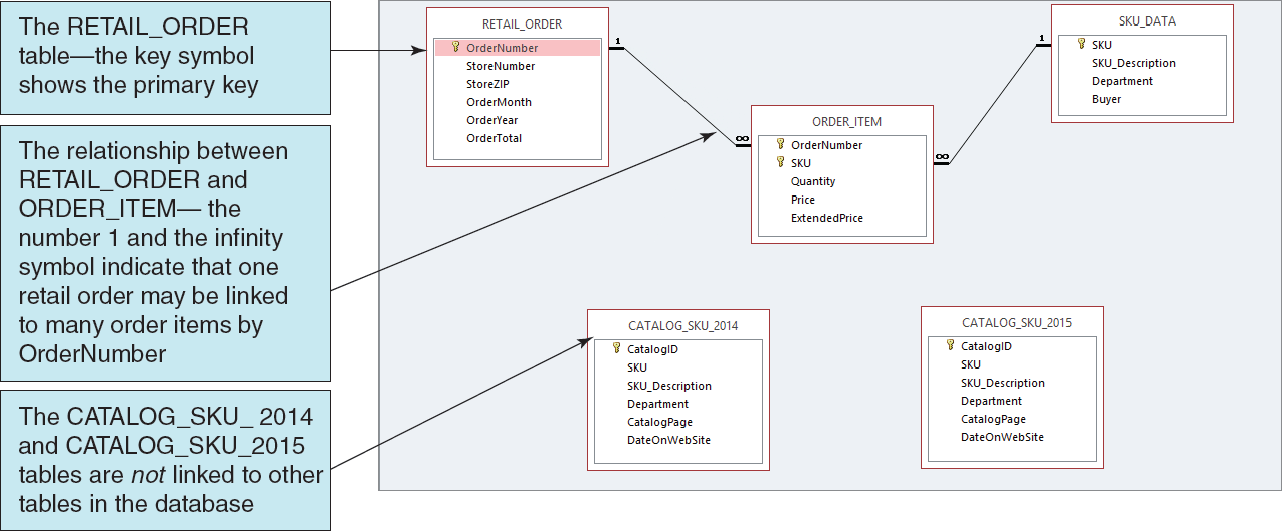 The RETAIL_ORDER
table—the key symbol
shows the primary key
The relationship between
RETAIL_ORDER and
ORDER_ITEM— the
number 1 and the infinity
symbol indicate that one
retail order may be linked
to many order items by
OrderNumber
The CATALOG_SKU_ 2014
and CATALOG_SKU_2015
tables are not linked to other
tables in the database
RETAIL_ORDER
OrderNumber
StoreNumber
StoreZIP
OrderMonth
OrderYear
OrderTotal
1
∞
ORDER_ITEM
OrderNumber
SKU
Quantity
Price
ExtendedPrice
∞
1
SKU_DATA
SKU
SKU_Description
Department
Buyer
CATALOG_SKU_2014
CatalogID
SKU
SKU_Description
Department
CatalogPage
DateOnWebSite
CATALOG_SKU_2015
CatalogID
SKU
SKU_Description
Department
CatalogPage
DateOnWebSite